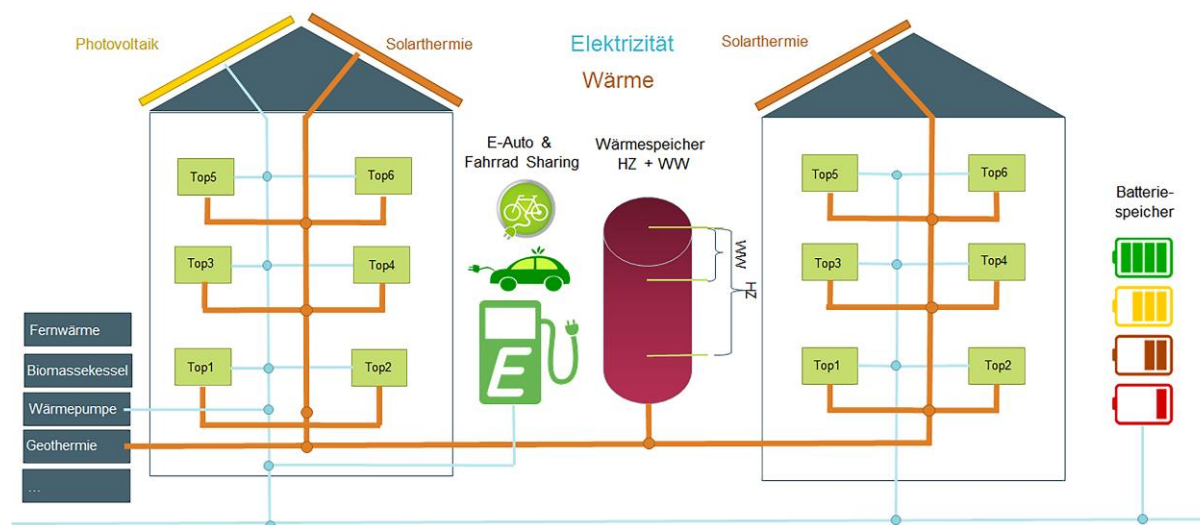 Photovoltaik
Solarthermie
Elektrizität
Wärme
Solarthermie
E-Auto &
Fahrrad Sharing
Wärmespeicher
HZ + WW
Batterie-
speicher
Top5
Top6
Top3
Top4
Top1
Top2
WW
HZ
E
Top5
Top6
Top3
Top4
Top1
Top2
Fernwärme
Biomassekessel
Wärmepumpe
Geothermie
...